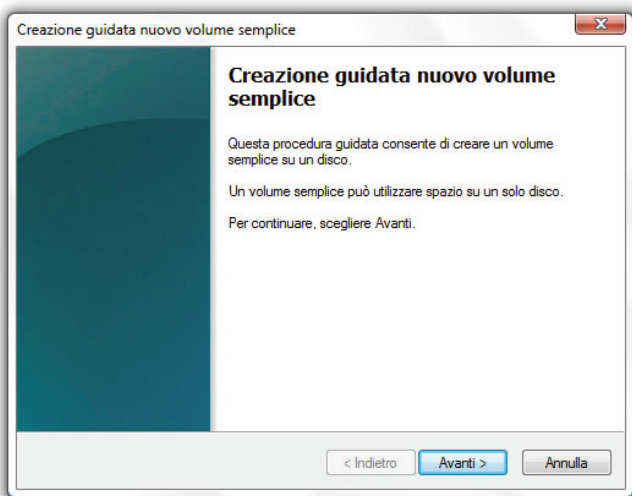 Creazione guidata nuovo volume semplice
Creazione guidata nuovo volume
semplice
Questa procedura guidata consente di creare un volume
semplice su un disco.
Un volume semplice può utilizzare spazio su un solo disco.
Per continuare, scegliere Avanti.
< Indietro
Avanti >
Annulla